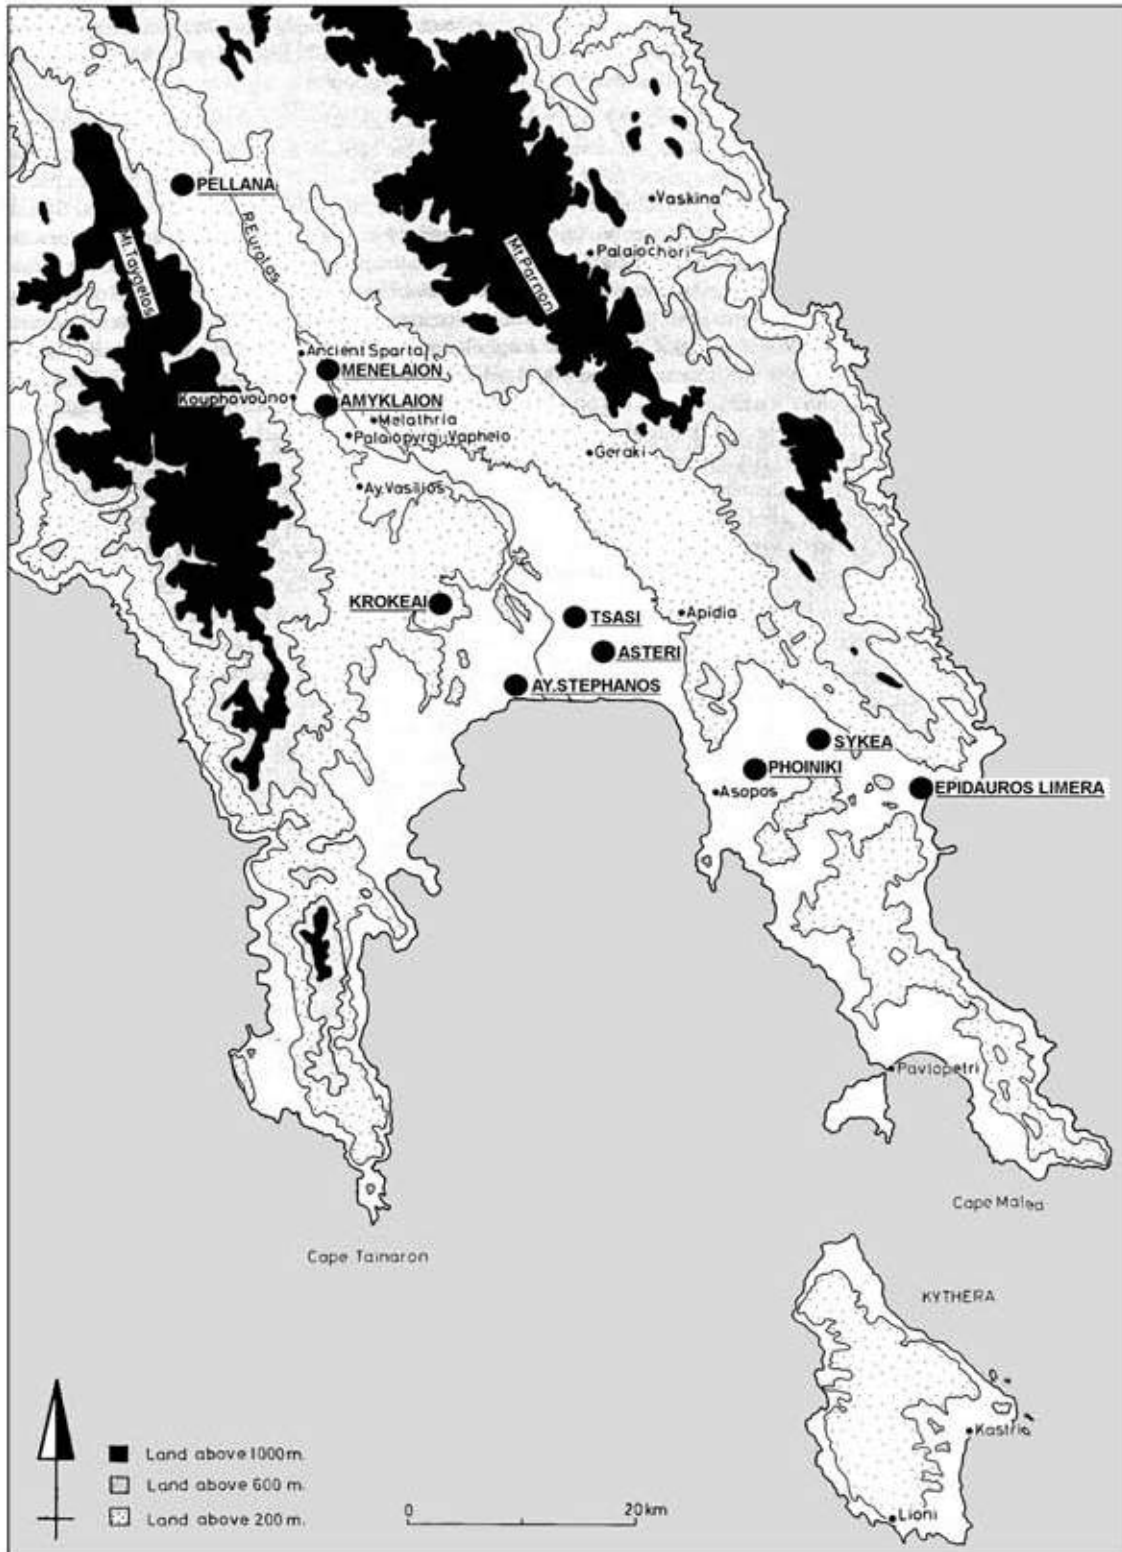 Vaskina
PELLANA
R.Eurotas
Mt.Taygetos
Palaiochori
Mt.Parnon
Ancient Sparta
MENELAION
Kouphovouno
AMYKLAION
Melathria
Palaiopyrgi/Vapheio
Geraki
Ay.Vasilios
KROKEAI
TSASI
Apidia
ASTERI
AY.STEPHANOS
SYKEA
PHOINIKI
Asopos
EPIDAUROS LIMERA
Pavlopetri
Cape Malea
Cape Tainaron
KYTHERA
Kastria
Lioni
Land above 1000m.
Land above 600 m.
Land above 200 m.
0 20km